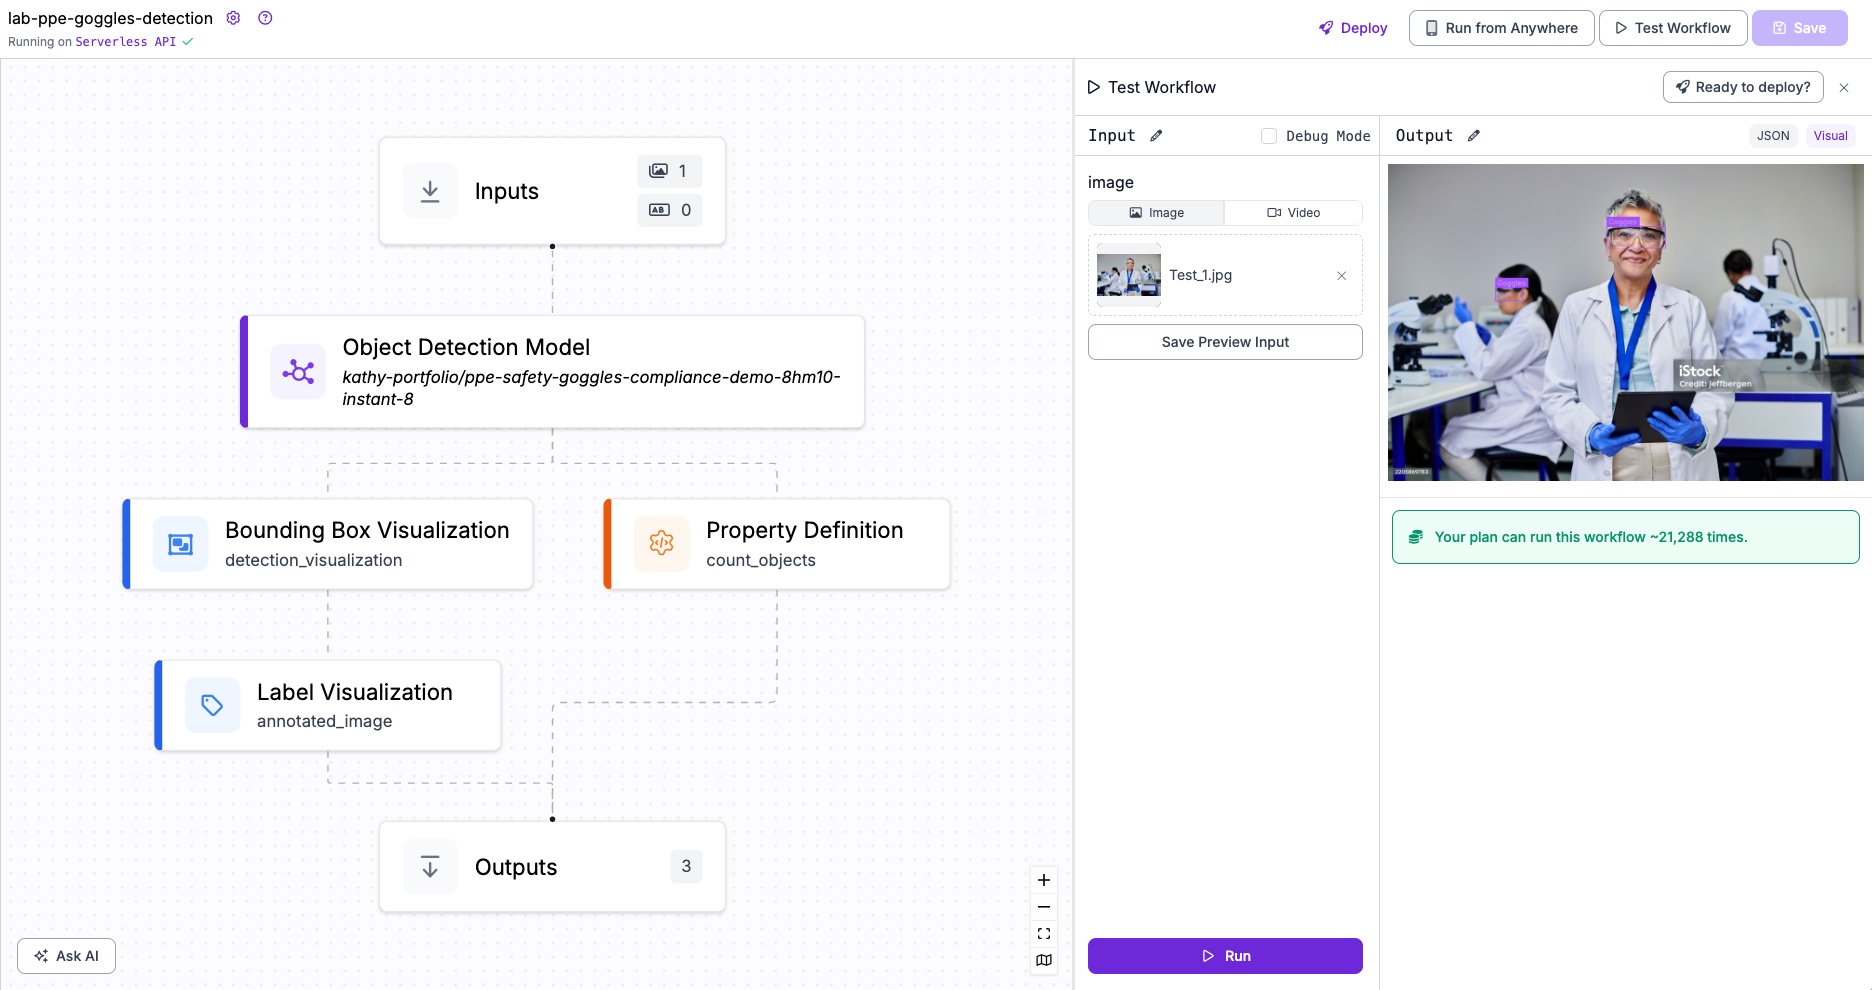 lab-ppe-goggles-detection
Running on Serverless API
Deploy
Run from Anywhere
Test Workflow
Save
Inputs
1
AB 0
Object Detection Model
kathy-portfolio/ppe-safety-goggles-compliance-demo-8hm10-
instant-8
Bounding Box Visualization
detection_visualization
Property Definition
count_objects
Label Visualization
annotated_image
Outputs
3
Ask AI
Test Workflow
Ready to deploy?
Input
Debug Mode
image
Image
Video
Test_1.jpg
Save Preview Input
Run
Output
JSON
Visual
Goggles
Goggles
iStock
Credit: jeffbergen
2205869783
Your plan can run this workflow ~21,288 times.